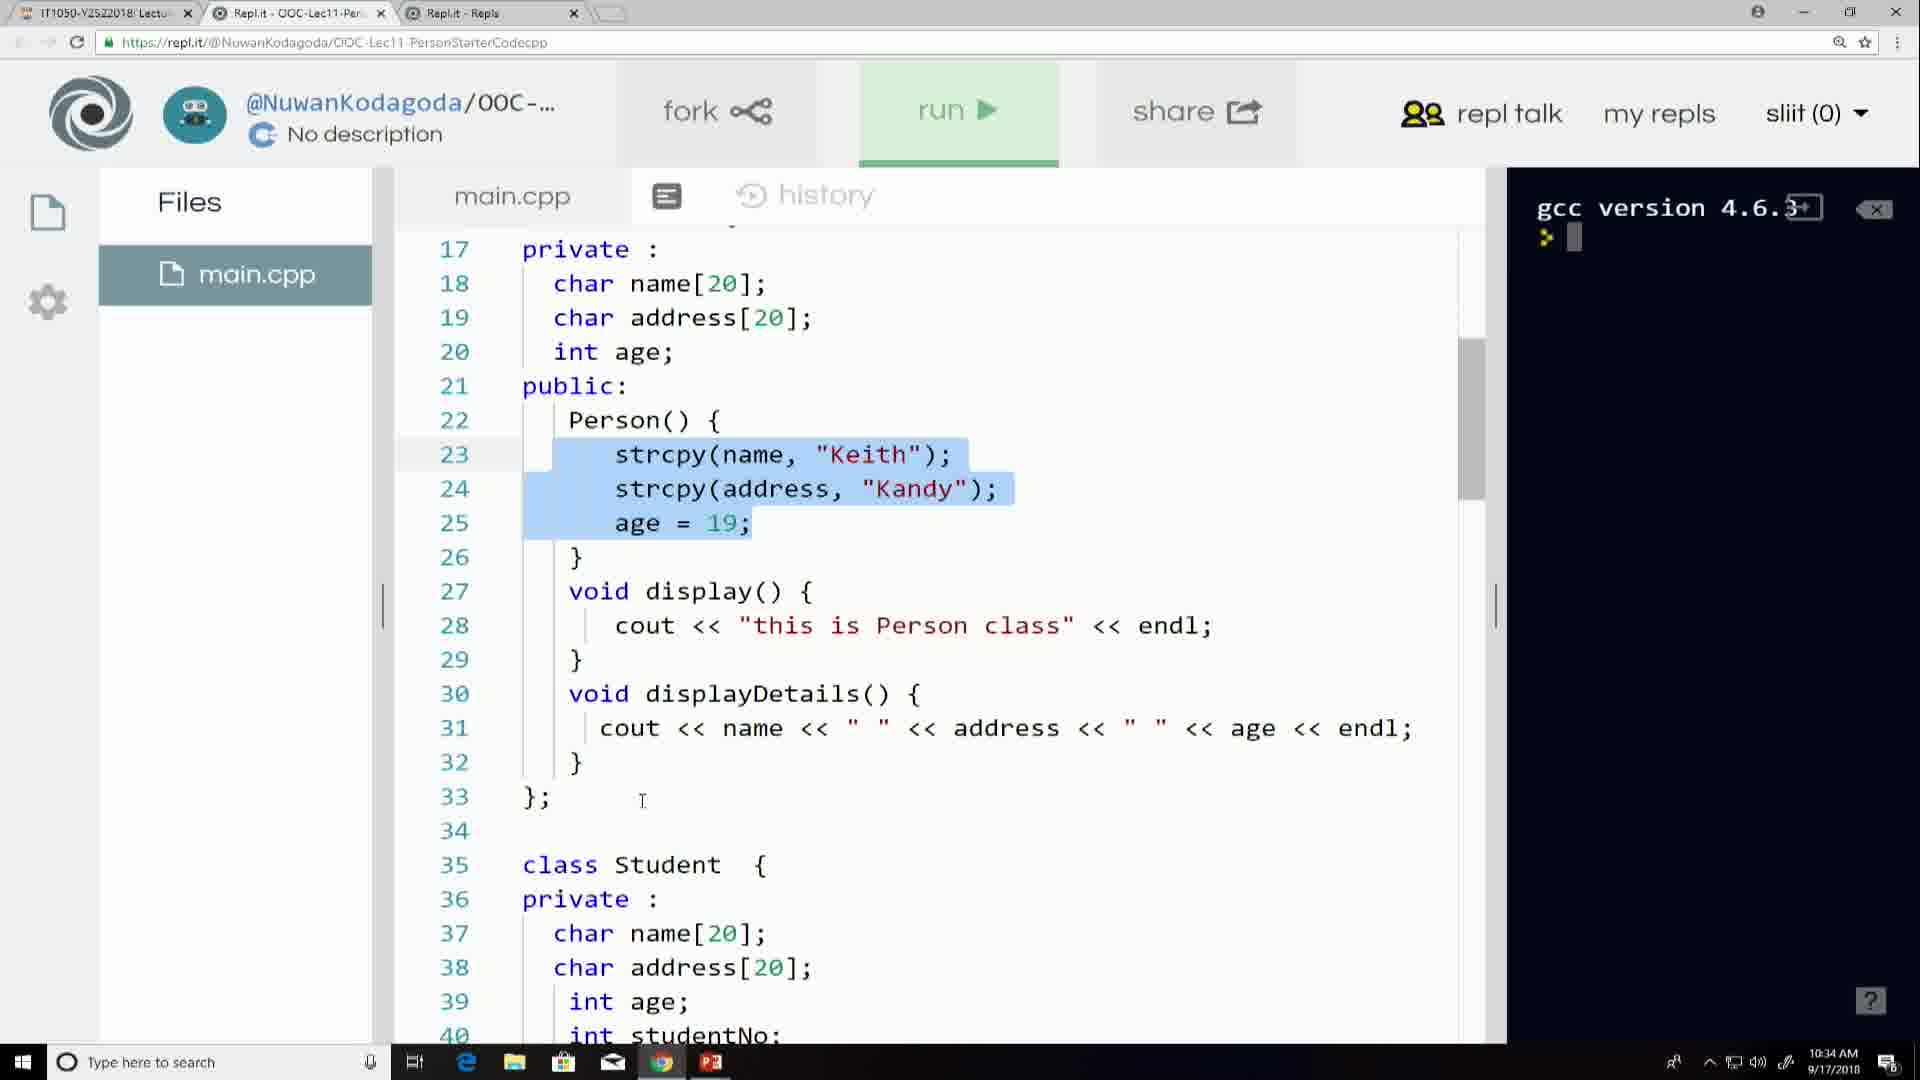 IT1050-Y2S22018: Lectu
Repl.it - OOC-Lec11-Per
Repl.it - Repls
https://repl.it/@NuwanKodagoda/OOC-Lec11-PersonStarterCodecpp
@NuwanKodagoda/OOC-...
No description
fork
run
share
repl talk
my repls
sliit (0)
Files
main.cpp
main.cpp
history
17 private :
18 char name[20];
19 char address[20];
20 int age;
21 public:
22 Person() {
23 strcpy(name, "Keith");
24 strcpy(address, "Kandy");
25 age = 19;
26 }
27 void display() {
28 cout << "this is Person class" << endl;
29 }
30 void displayDetails() {
31 cout << name << " " << address << " " << age << endl;
32 }
33 };
34
35 class Student {
36 private :
37 char name[20];
38 char address[20];
39 int age;
40 int studentNo;
gcc version 4.6.3
>
?
Type here to search
10:34 AM
9/17/2018